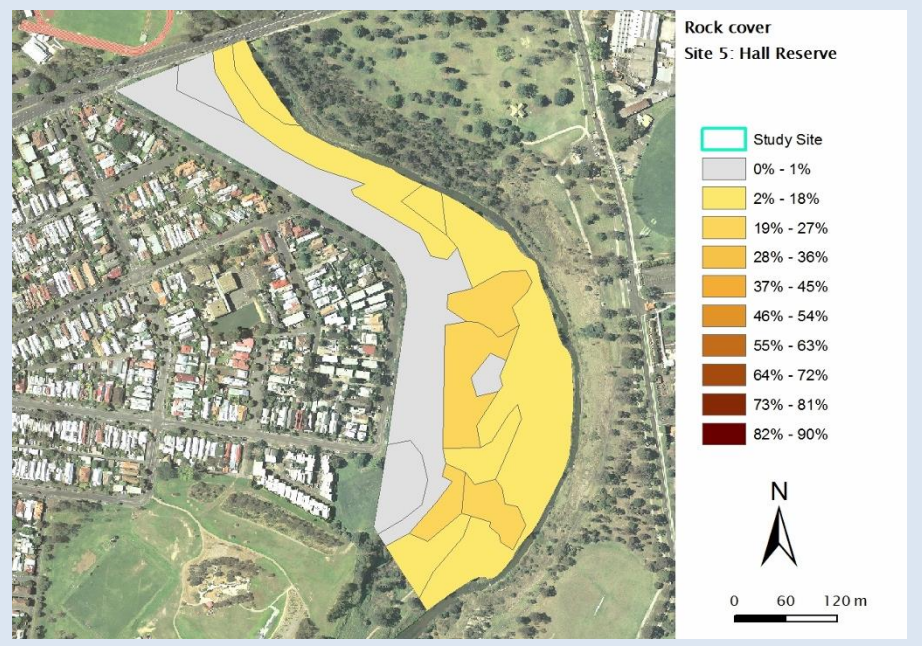 Rock cover
Site 5: Hall Reserve
Study Site
0% - 1%
2% - 18%
19% - 27%
28% - 36%
37% - 45%
46% - 54%
55% - 63%
64% - 72%
73% - 81%
82% - 90%
N
0 60 120 m